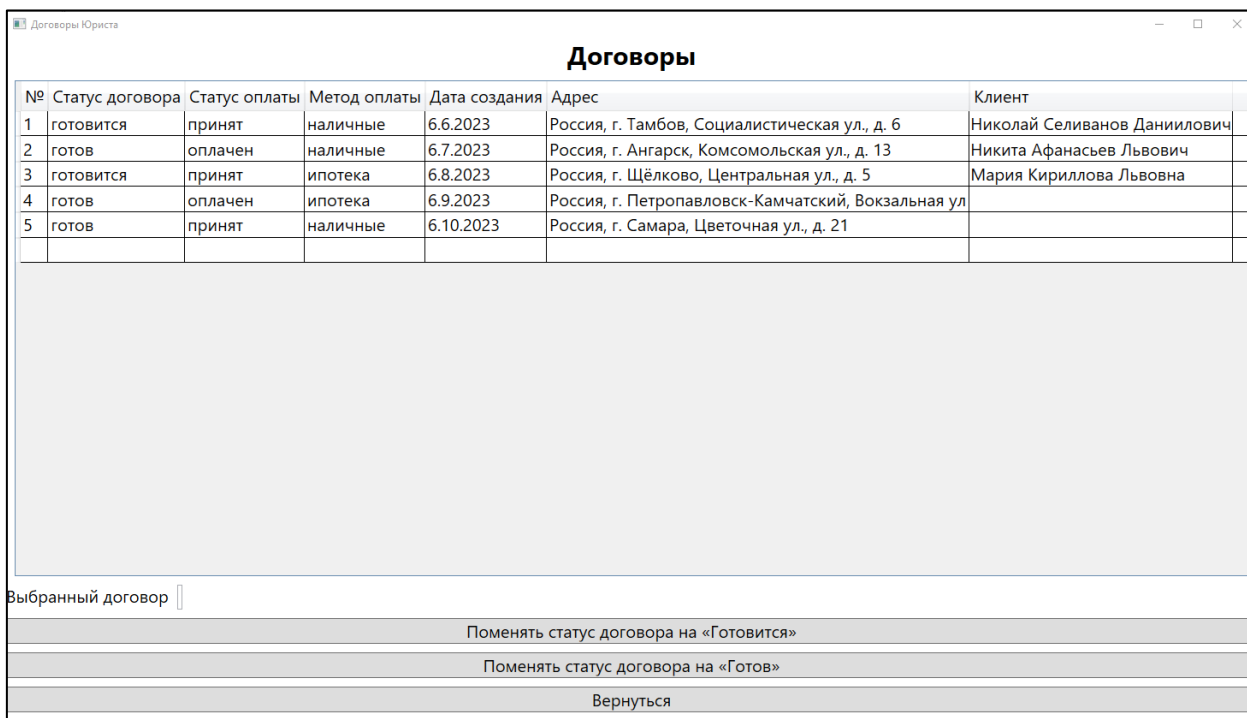 Договоры Юриста
Договоры
№ Статус договора Статус оплаты Метод оплаты Дата создания Адрес Клиент
1 готовится принят наличные 6.6.2023 Россия, г. Тамбов, Социалистическая ул., д. 6 Николай Селиванов Даниилович
2 готов оплачен наличные 6.7.2023 Россия, г. Ангарск, Комсомольская ул., д. 13 Никита Афанасьев Львович
3 готовится принят ипотека 6.8.2023 Россия, г. Щёлково, Центральная ул., д. 5 Мария Кириллова Львовна
4 готов оплачен ипотека 6.9.2023 Россия, г. Петропавловск-Камчатский, Вокзальная ул
5 готов принят наличные 6.10.2023 Россия, г. Самара, Цветочная ул., д. 21
Выбранный договор
Поменять статус договора на «Готовится»
Поменять статус договора на «Готов»
Вернуться